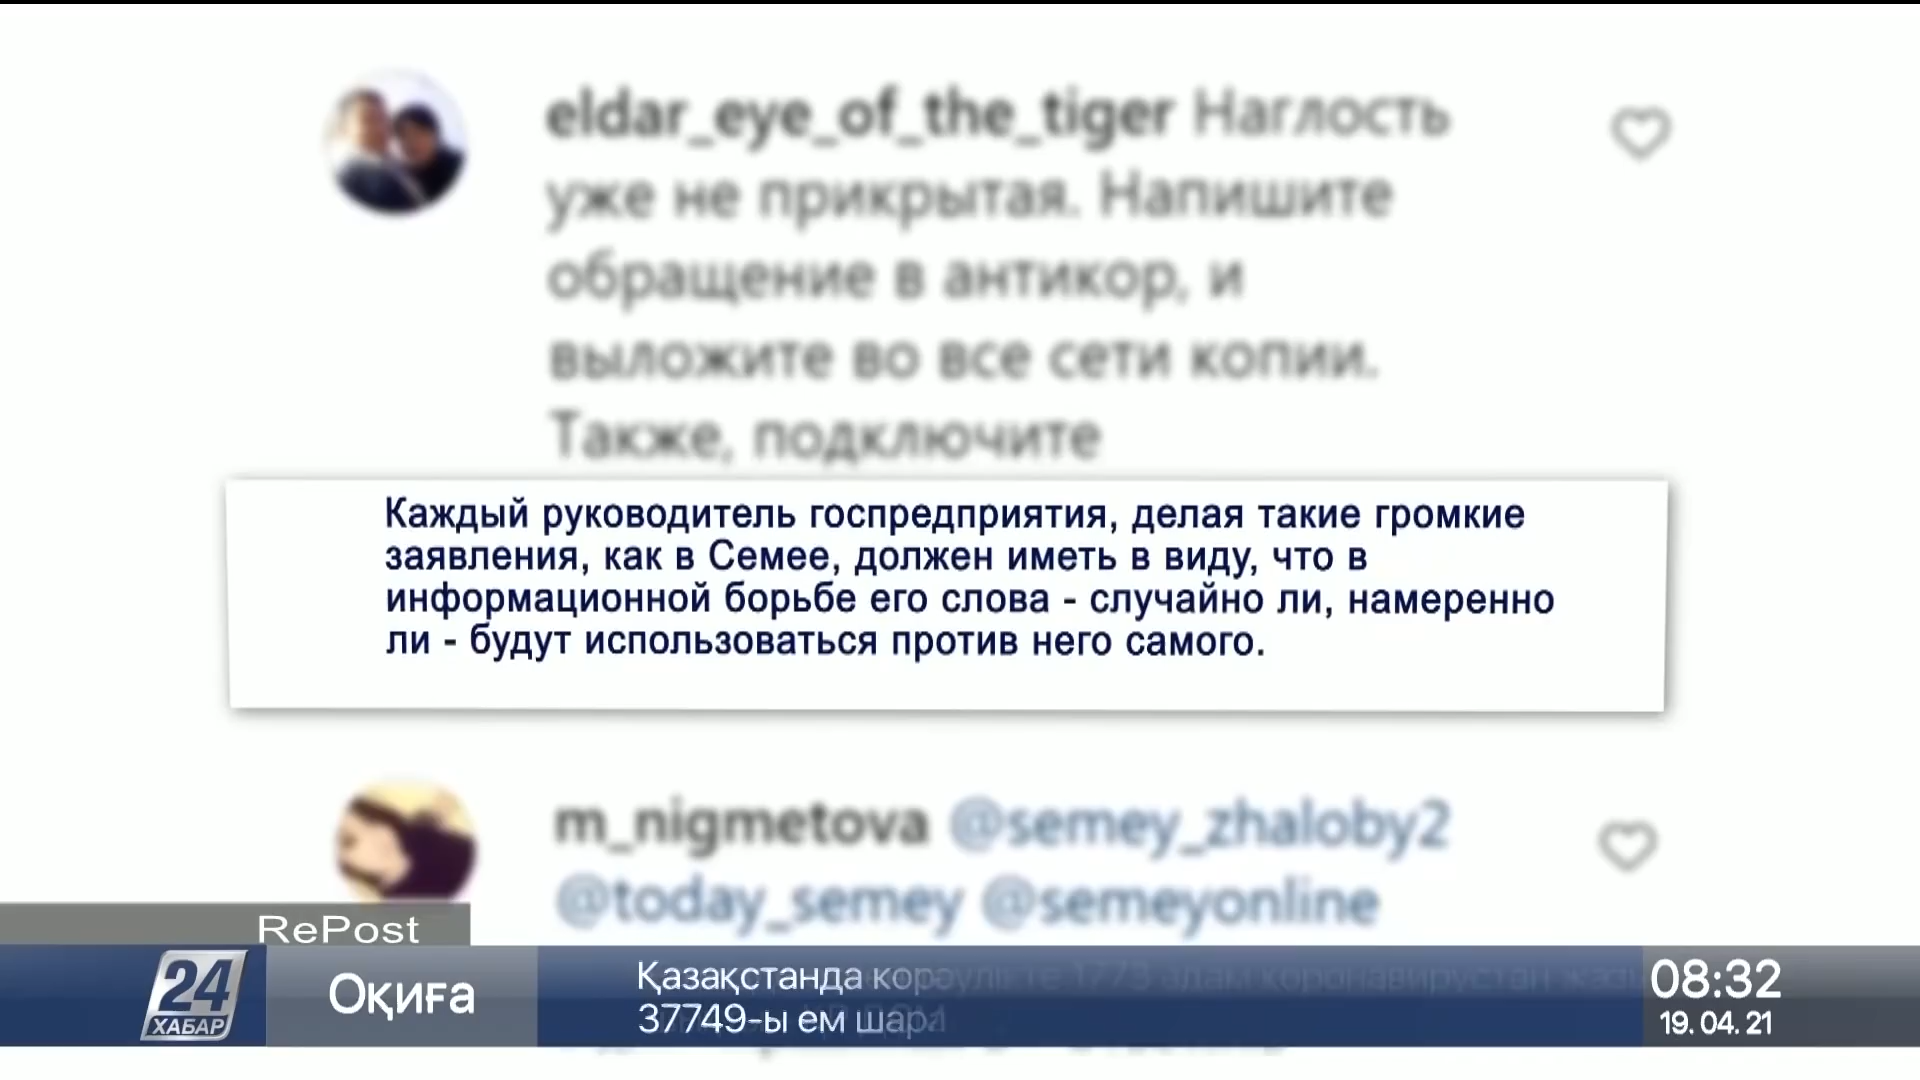 eldar_eye_of_the_tiger Наглость
уже не прикрытая. Напишите
обращение в антикор, и
выложите во все сети копии.
Также, подключите
Каждый руководитель госпредприятия, делая такие громкие
заявления, как в Семее, должен иметь в виду, что в
информационной борьбе его слова - случайно ли, намеренно
ли - будут использоваться против него самого.
m_nigmetova @semey_zhaloby2
@today_semey @semeyonline
RePost
24
ХАБАР
Оқиға
Қазақстанда кор
37749-ы ем шар
08:32
19.04.21